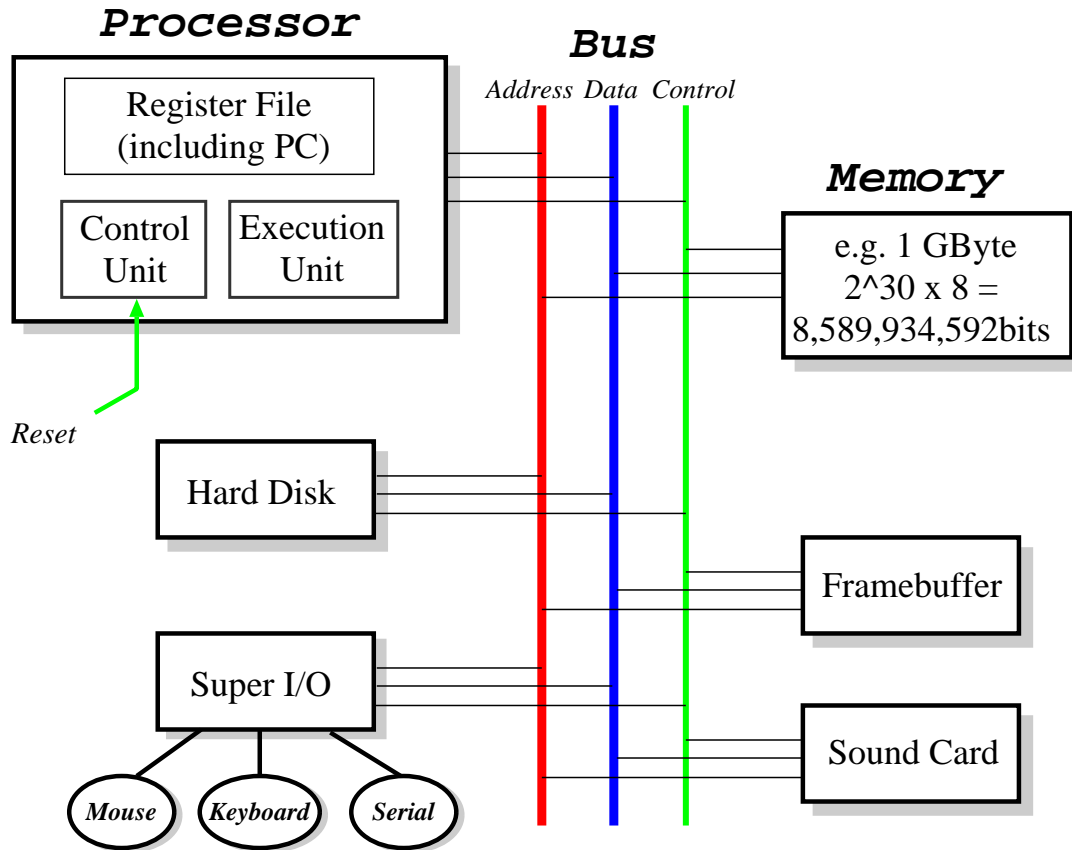 Processor
Bus
Address Data Control
Register File
(including PC)
Control
Unit
Execution
Unit
Memory
e.g. 1 GByte
2^30 x 8 =
8,589,934,592bits
Reset
Hard Disk
Framebuffer
Super I/O
Sound Card
Mouse
Keyboard
Serial